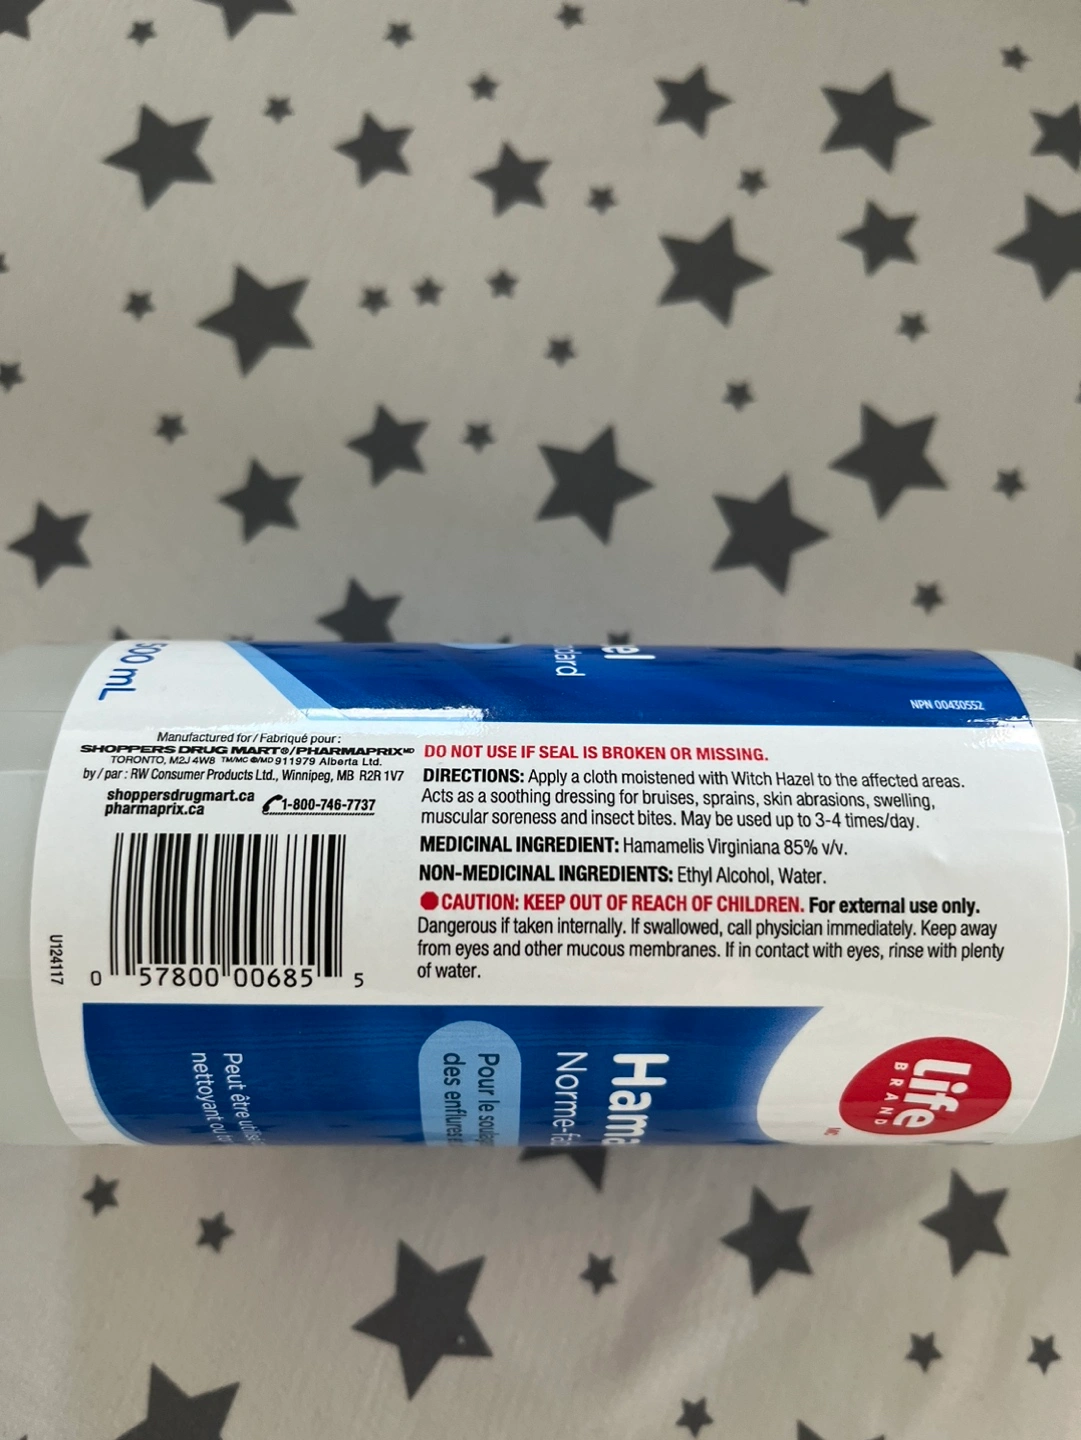 500 mL
el
dard
NPN 00430552
Manufactured for / Fabriqué pour :
SHOPPERS DRUG MART®/PHARMAPRIX MD
TORONTO, M2J 4W8 TM/MC ®/MD 911979 Alberta Ltd.
by / par : RW Consumer Products Ltd., Winnipeg, MB R2R 1V7
shoppersdrugmart.ca
pharmaprix.ca
1-800-746-7737
0 57800 00685 5
U124117
DO NOT USE IF SEAL IS BROKEN OR MISSING.
DIRECTIONS: Apply a cloth moistened with Witch Hazel to the affected areas.
Acts as a soothing dressing for bruises, sprains, skin abrasions, swelling,
muscular soreness and insect bites. May be used up to 3-4 times/day.
MEDICINAL INGREDIENT: Hamamelis Virginiana 85% v/v.
NON-MEDICINAL INGREDIENTS: Ethyl Alcohol, Water.
CAUTION: KEEP OUT OF REACH OF CHILDREN. For external use only.
Dangerous if taken internally. If swallowed, call physician immediately. Keep away
from eyes and other mucous membranes. If in contact with eyes, rinse with plenty
of water.
Life
BRAND
MC
Hama
Norme-fa
Pour le soula
des enflures
Peut être utilis
nettoyant ou